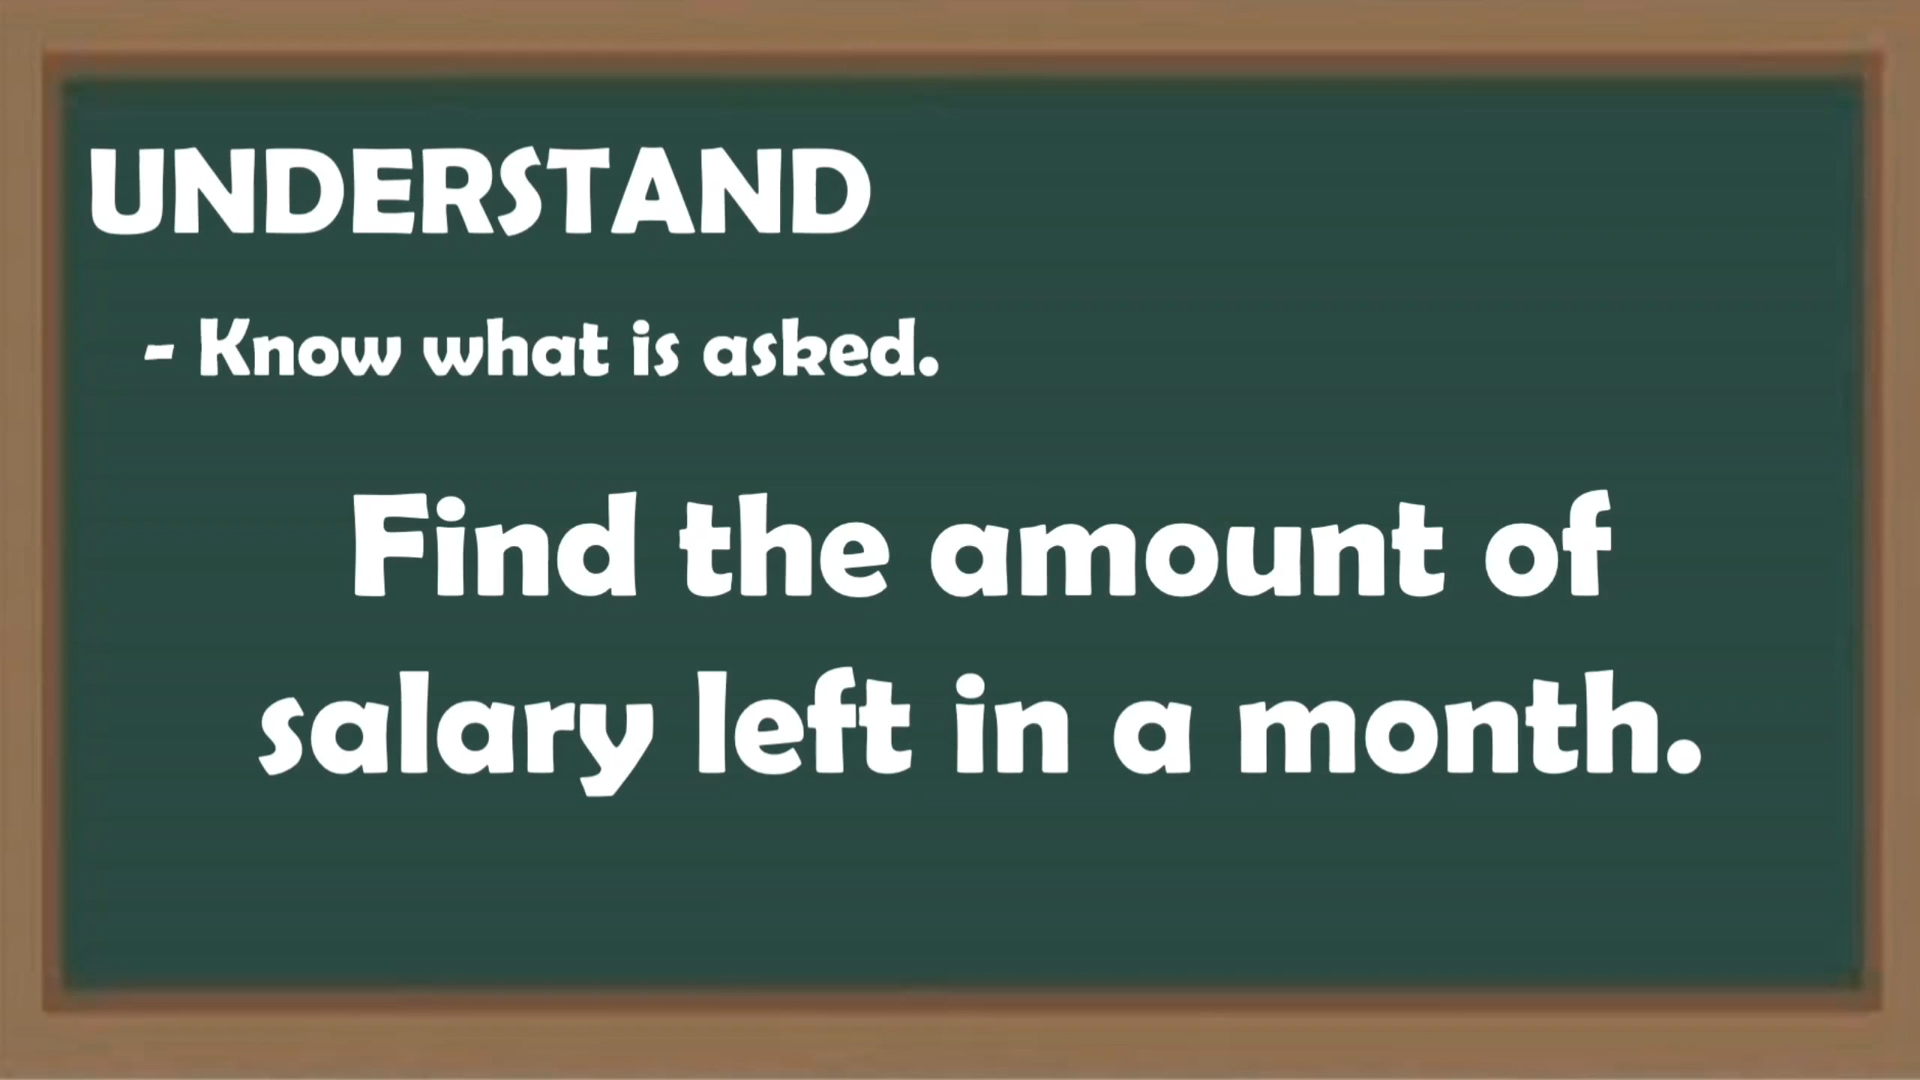 UNDERSTAND
- Know what is asked.
Find the amount of
salary left in a month.